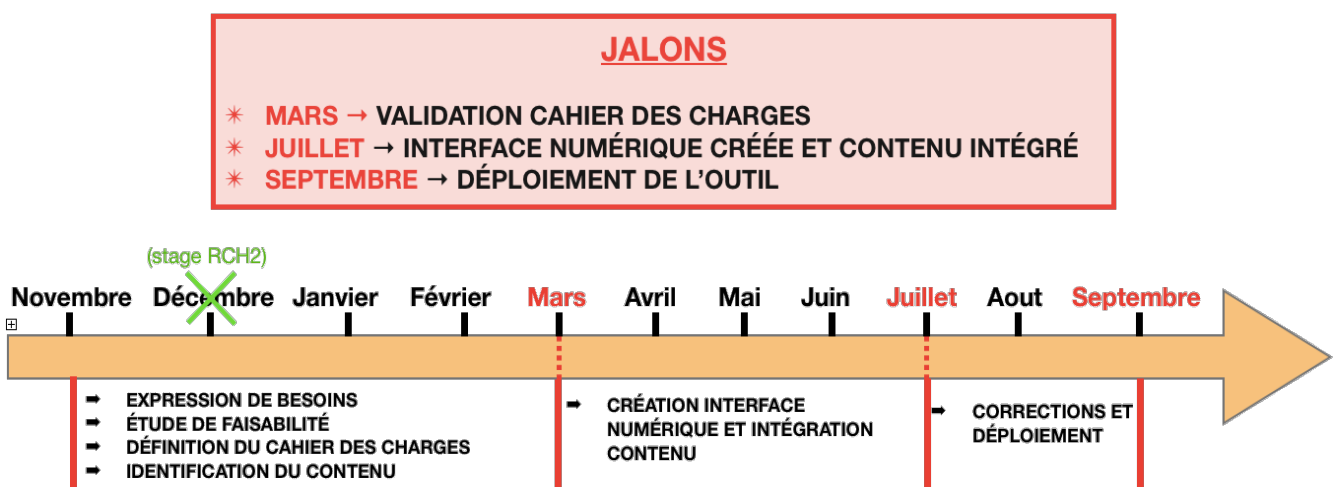 JALONS
✴ MARS → VALIDATION CAHIER DES CHARGES
✴ JUILLET → INTERFACE NUMÉRIQUE CRÉÉE ET CONTENU INTÉGRÉ
✴ SEPTEMBRE → DÉPLOIEMENT DE L’OUTIL
(stage RCH2)
Novembre Décembre Janvier Février Mars Avril Mai Juin Juillet Aout Septembre
➡ EXPRESSION DE BESOINS
➡ ÉTUDE DE FAISABILITÉ
➡ DÉFINITION DU CAHIER DES CHARGES
➡ IDENTIFICATION DU CONTENU
➡ CRÉATION INTERFACE
NUMÉRIQUE ET INTÉGRATION
CONTENU
➡ CORRECTIONS ET
DÉPLOIEMENT